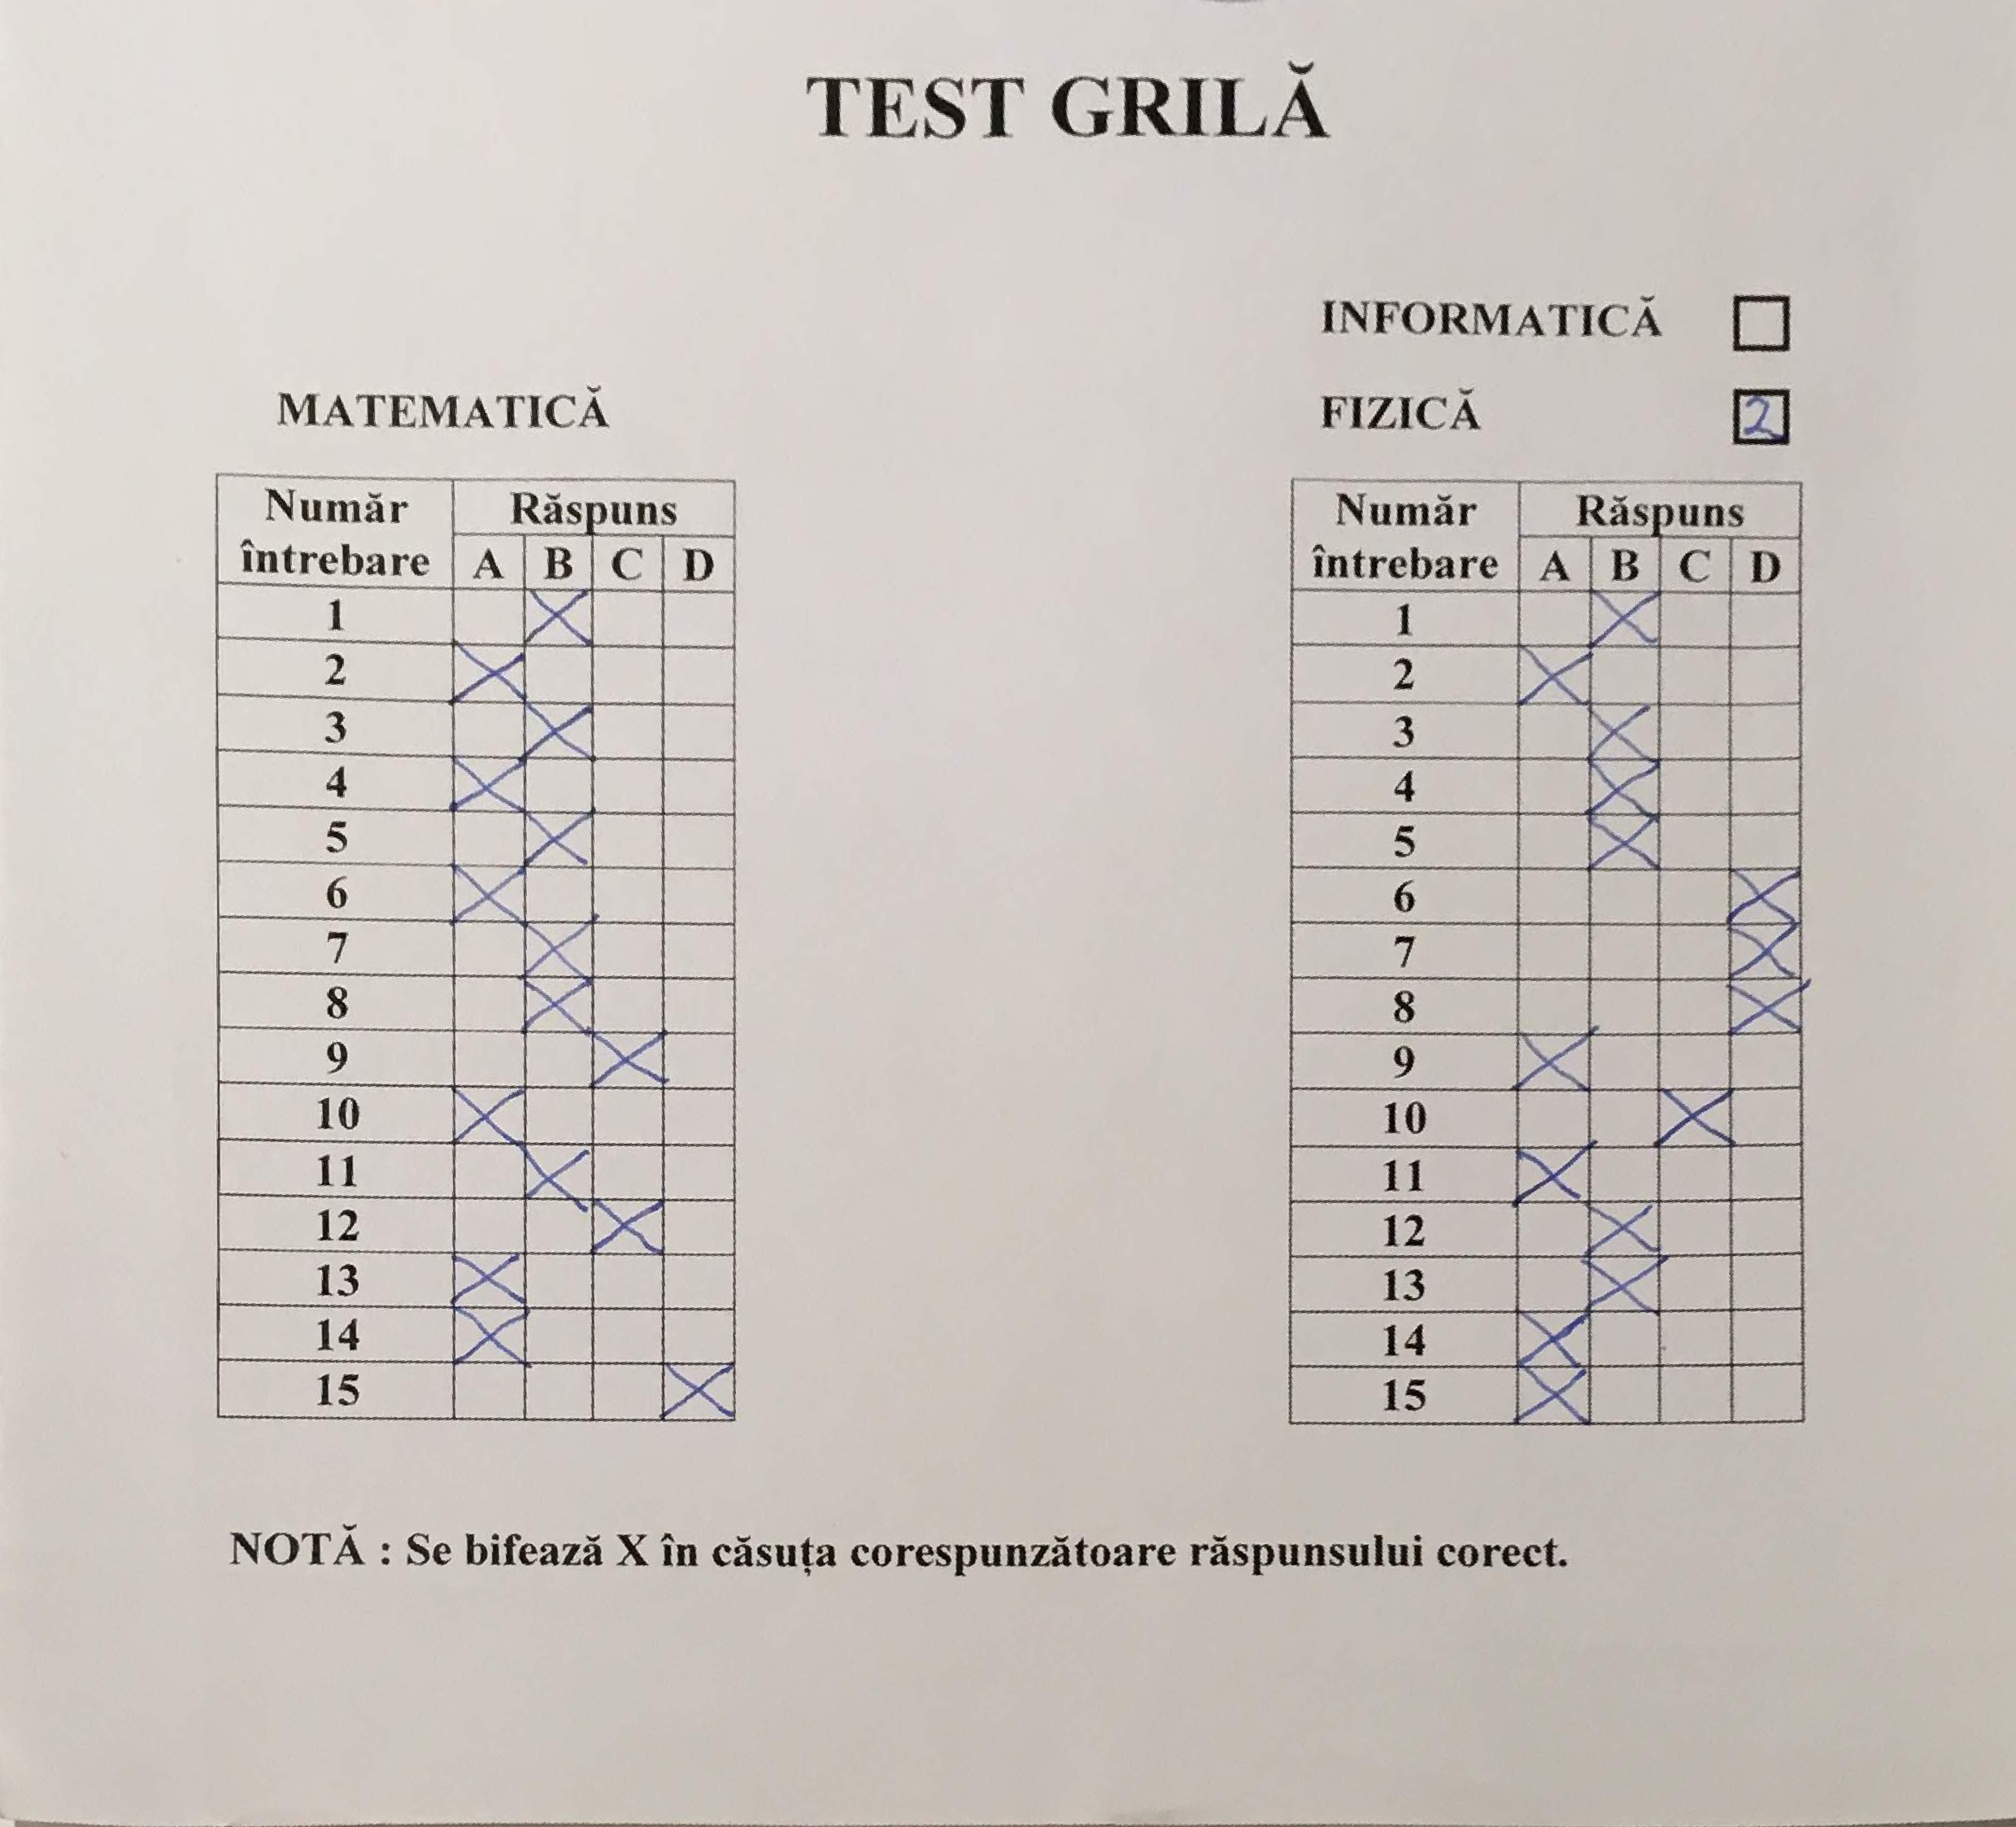 TEST GRILĂ
INFORMATICĂ
MATEMATICĂ
FIZICĂ 2
Număr întrebare Răspuns
A B C D
1 X
2 X
3 X
4 X
5 X
6 X
7 X
8 X
9 X
10 X
11 X
12 X
13 X
14 X
15 X
Număr întrebare Răspuns
A B C D
1 X
2 X
3 X
4 X
5 X
6 X
7 X
8 X
9 X
10 X
11 X
12 X
13 X
14 X
15 X
NOTĂ : Se bifează X în căsuța corespunzătoare răspunsului corect.